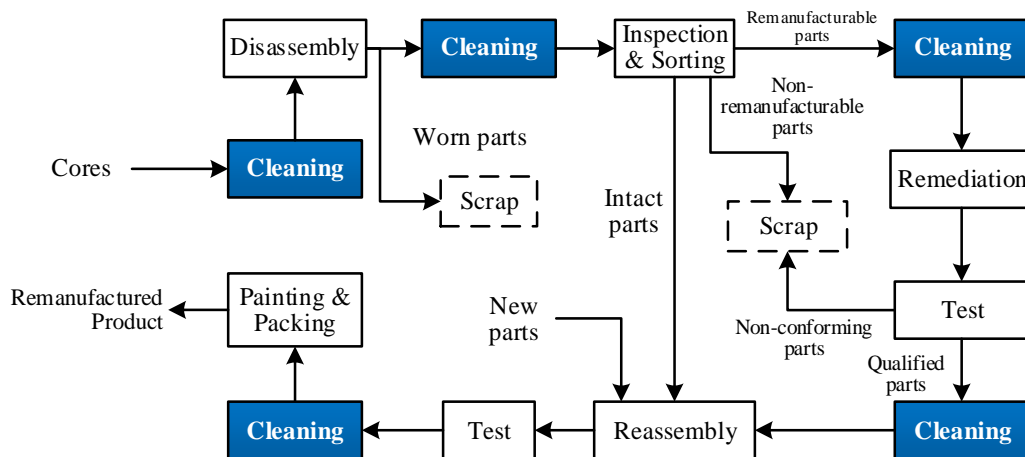 Disassembly
Cleaning
Inspection
& Sorting
Remanufacturable
parts
Cleaning
Non-
remanufacturable
parts
Worn parts
Cores
Cleaning
Scrap
Intact
parts
Remediation
Scrap
Remanufactured
Product
Painting &
Packing
New
parts
Non-conforming
parts
Test
Qualified
parts
Cleaning
Test
Reassembly
Cleaning